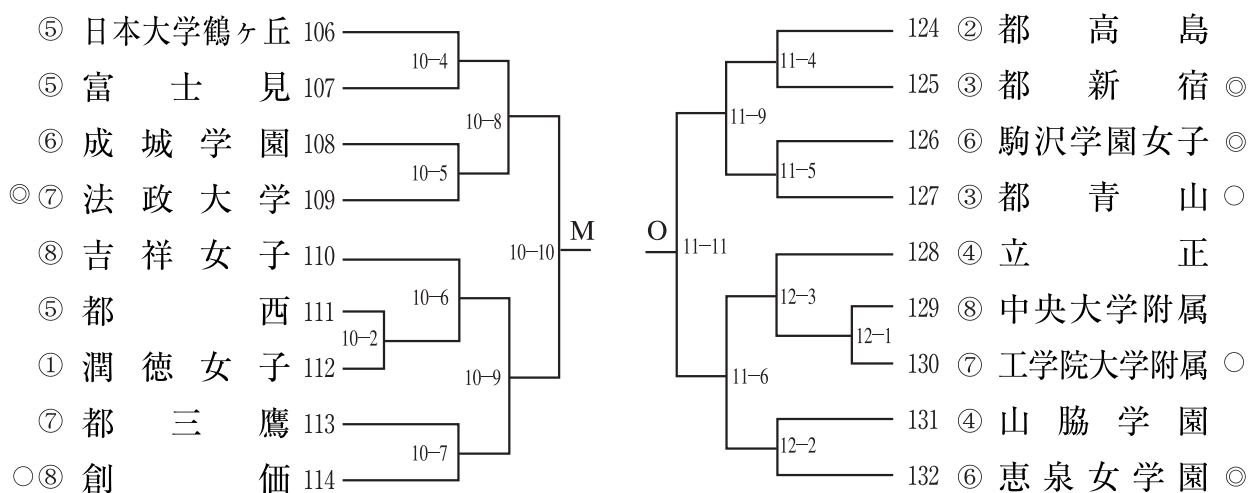 ⑤ 日本大学鶴ヶ丘 106
⑤ 富士見 107
⑥ 成城学園 108
◎⑦ 法政大学 109
⑧ 吉祥女子 110
⑤ 都西 111
① 潤徳女子 112
⑦ 都三鷹 113
○⑧ 創価 114
10-4
10-8
10-5
10-10
M
10-6
10-2
10-9
10-7
124 ② 都高島
125 ③ 都新宿 ◎
126 ⑥ 駒沢学園女子 ◎
127 ③ 都青山 ○
128 ④ 立正
129 ⑧ 中央大学附属
130 ⑦ 工学院大学附属 ○
131 ④ 山脇学園
132 ⑥ 恵泉女学園 ◎
11-4
11-9
11-5
O
11-11
12-3
12-1
11-6
12-2